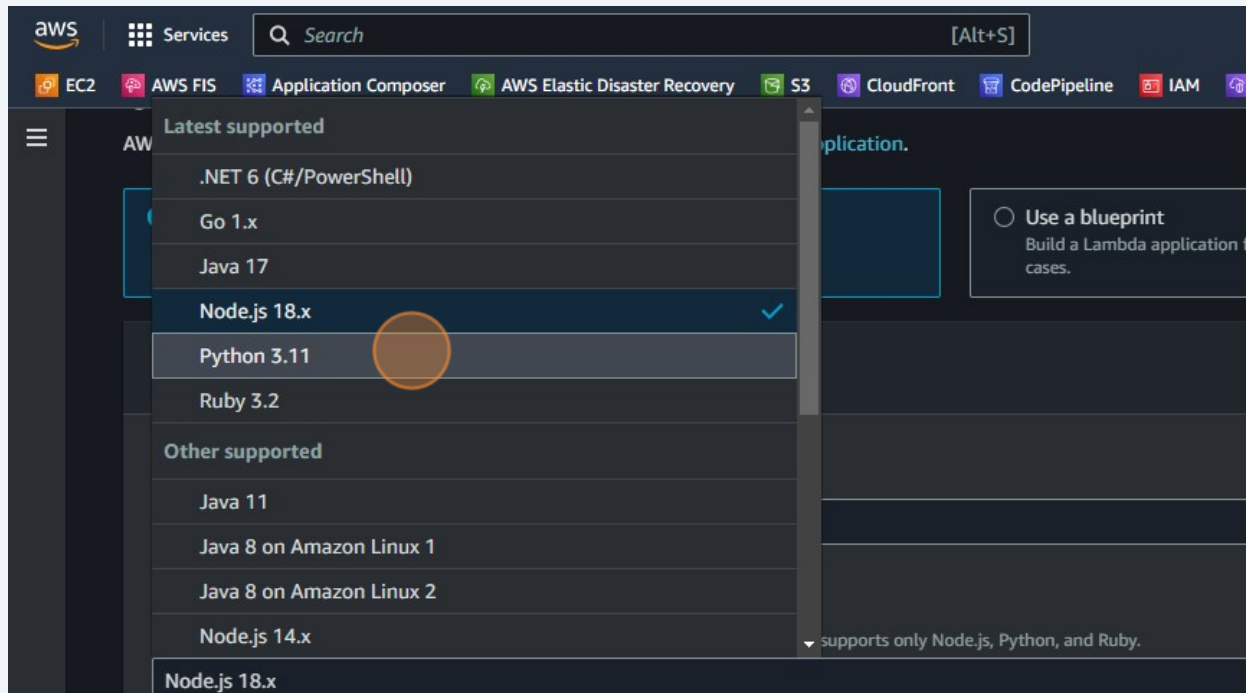 aws Services Search [Alt+S]
EC2 AWS FIS Application Composer AWS Elastic Disaster Recovery S3 CloudFront CodePipeline IAM
Latest supported
AW plication.
.NET 6 (C#/PowerShell)
Go 1.x
Use a blueprint
Build a Lambda application
cases.
Java 17
Node.js 18.x
Python 3.11
Ruby 3.2
Other supported
Java 11
Java 8 on Amazon Linux 1
Java 8 on Amazon Linux 2
Node.js 14.x
supports only Node.js, Python, and Ruby.
Node.js 18.x